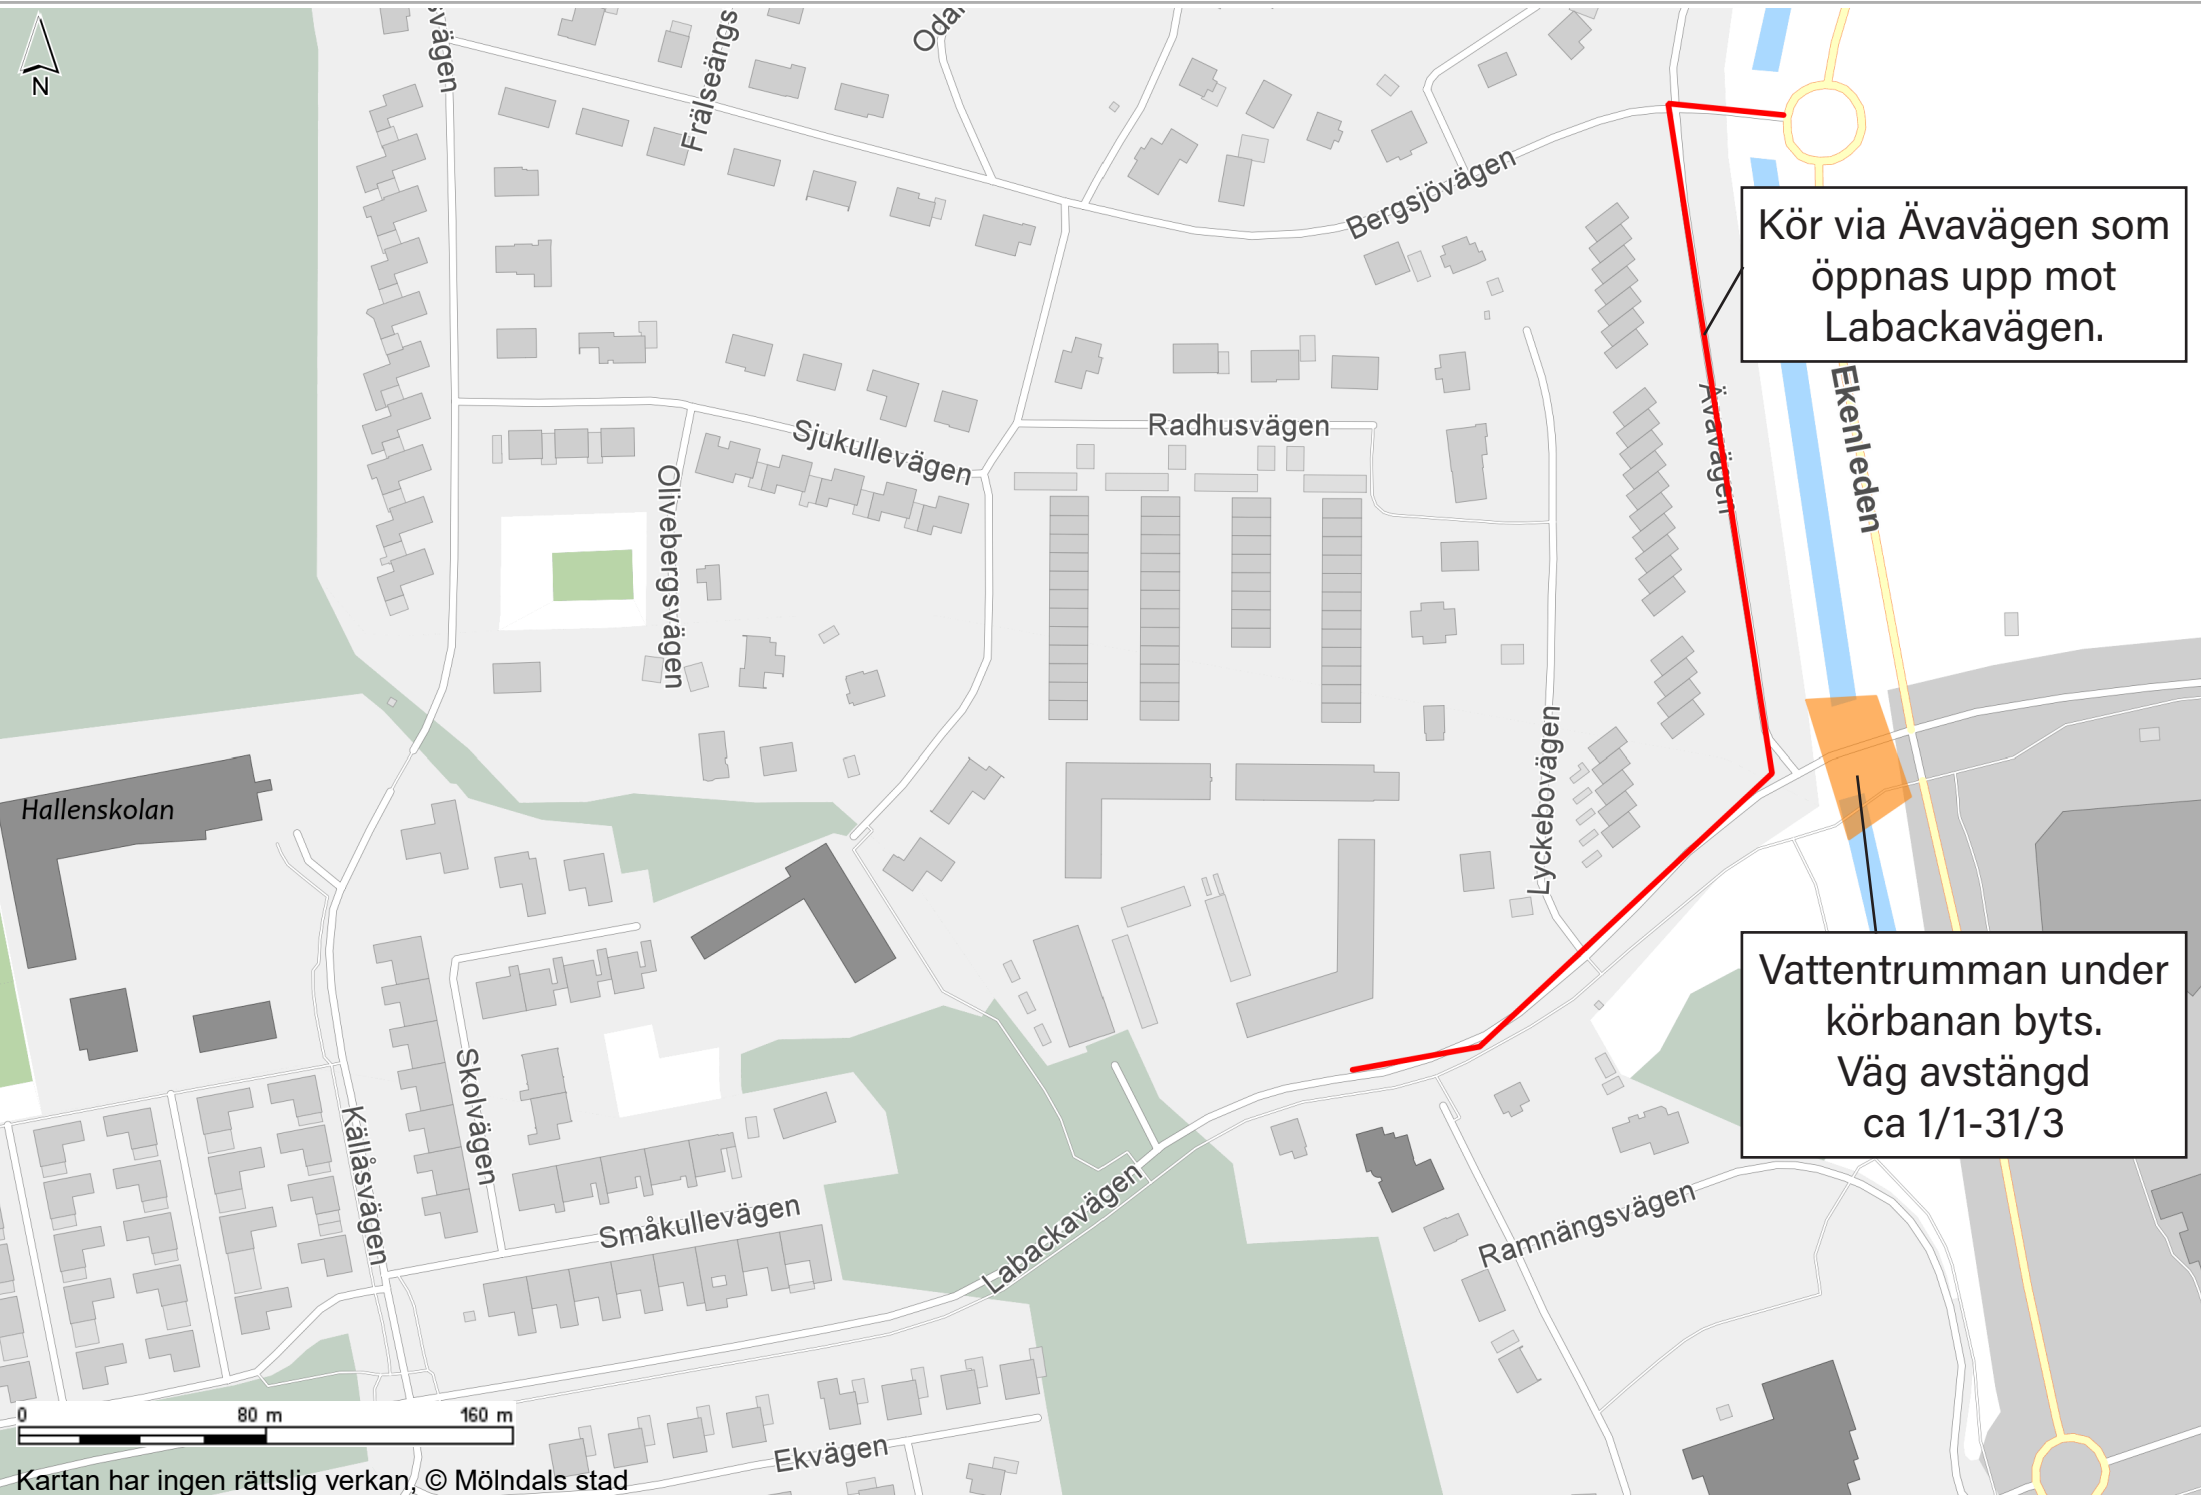 N
svägen
Frälseängs
Odal
Bergsjövägen
Kör via Ävavägen som
öppnas upp mot
Labackavägen.
Ävavägen
Ekenleden
Radhusvägen
Sjukullevägen
Olivebergsvägen
Lyckebovägen
Hallenskolan
Vattentrumman under
körbanan byts.
Väg avstängd
ca 1/1-31/3
Skolvägen
Källåsvägen
Småkullevägen
Labackavägen
Ramnängsvägen
Ekvägen
0 80 m 160 m
Kartan har ingen rättslig verkan, © Mölndals stad